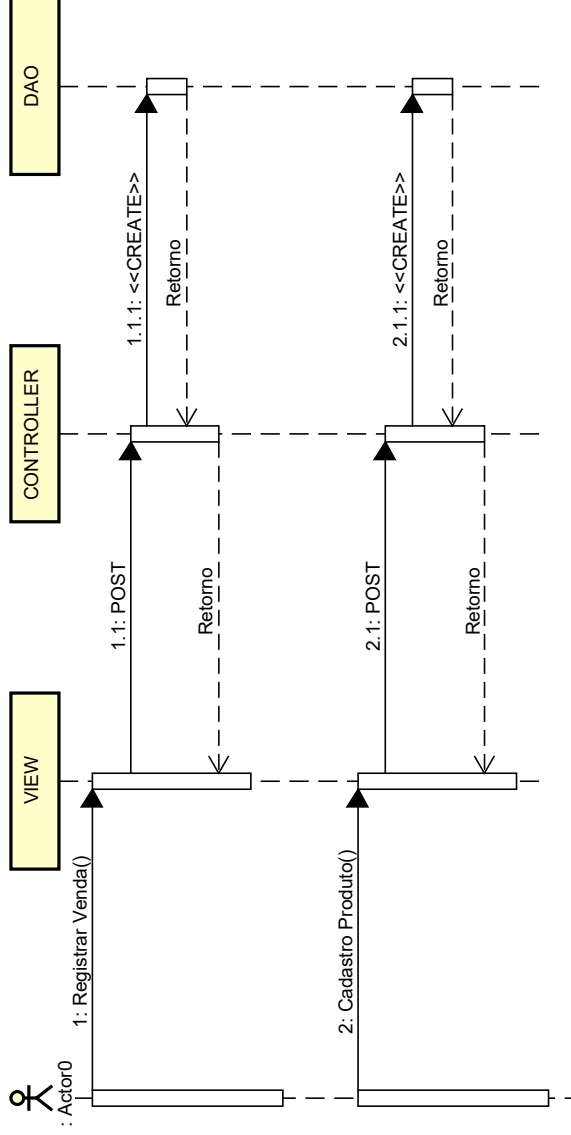 : Actor0
VIEW
CONTROLLER
DAO
1: Registrar Venda()
1.1: POST
1.1.1: <<CREATE>>
Retorno
Retorno
2: Cadastro Produto()
2.1: POST
2.1.1: <<CREATE>>
Retorno
Retorno